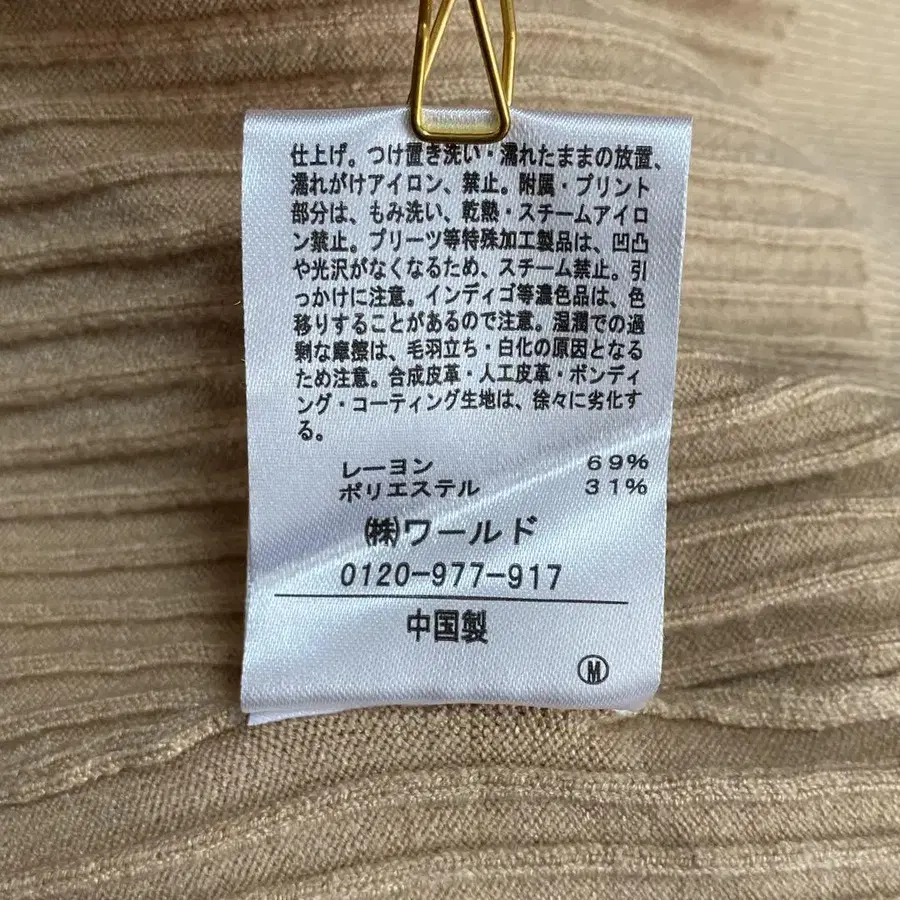 仕上げ。つけ置き洗い・濡れたままの放置、
濡れがけアイロン、禁止。附属・プリント
部分は、もみ洗い、乾熱・スチームアイロ
ン禁止。プリーツ等特殊加工製品は、凹凸
や光沢がなくなるため、スチーム禁止。引
っかけに注意。インディゴ等濃色品は、色
移りすることがあるので注意。湿潤での過
剰な摩擦は、毛羽立ち・白化の原因となる
ため注意。合成皮革・人工皮革・ボンディ
ング・コーティング生地は、徐々に劣化す
る。
レーヨン 69%
ポリエステル 31%
㈱ワールド
0120-977-917
中国製
Ⓜ